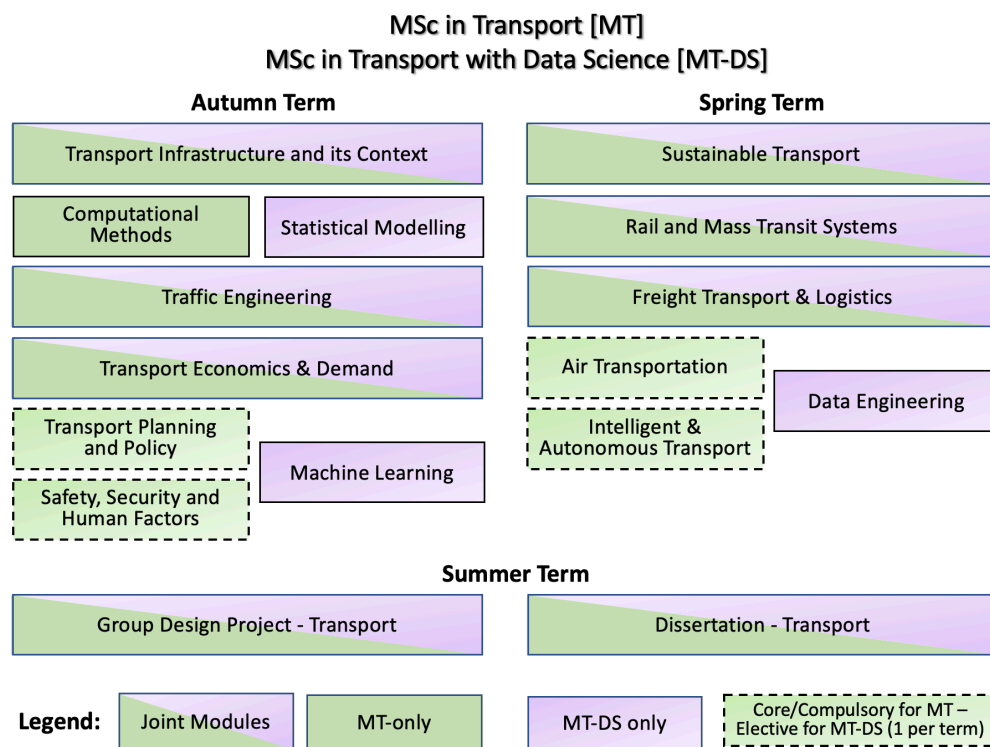 MSc in Transport [MT]
MSc in Transport with Data Science [MT-DS]
Autumn Term
Transport Infrastructure and its Context
Computational
Methods
Statistical Modelling
Traffic Engineering
Transport Economics & Demand
Transport Planning
and Policy
Machine Learning
Safety, Security and
Human Factors
Spring Term
Sustainable Transport
Rail and Mass Transit Systems
Freight Transport & Logistics
Air Transportation
Data Engineering
Intelligent &
Autonomous Transport
Summer Term
Group Design Project - Transport
Dissertation - Transport
Legend:
Joint Modules
MT-only
MT-DS only
Core/Compulsory for MT –
Elective for MT-DS (1 per term)